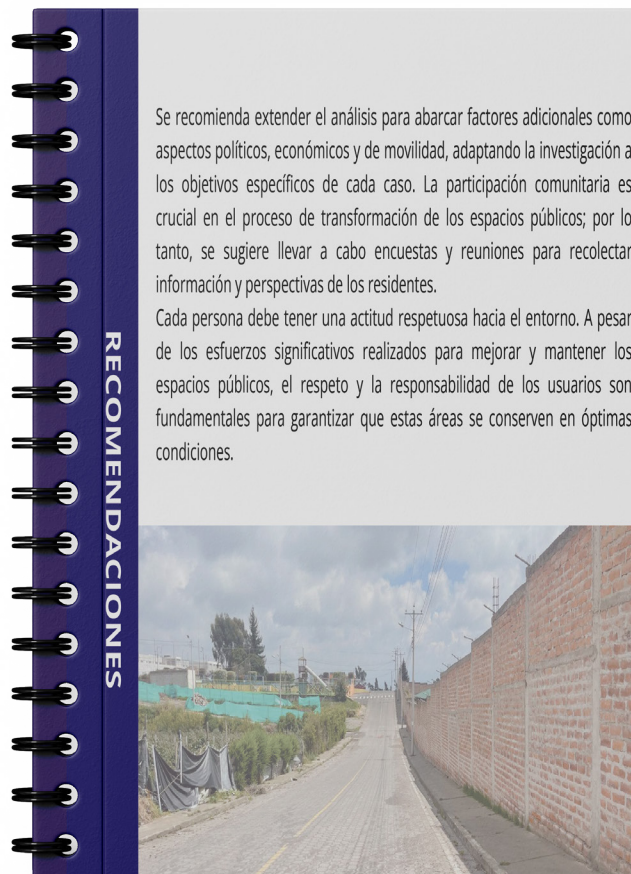 Se recomienda extender el análisis para abarcar factores adicionales como
aspectos políticos, económicos y de movilidad, adaptando la investigación a
los objetivos específicos de cada caso. La participación comunitaria es
crucial en el proceso de transformación de los espacios públicos; por lo
tanto, se sugiere llevar a cabo encuestas y reuniones para recolectar
información y perspectivas de los residentes.
Cada persona debe tener una actitud respetuosa hacia el entorno. A pesar
de los esfuerzos significativos realizados para mejorar y mantener los
espacios públicos, el respeto y la responsabilidad de los usuarios son
fundamentales para garantizar que estas áreas se conserven en óptimas
condiciones.
RECOMENDACIONES